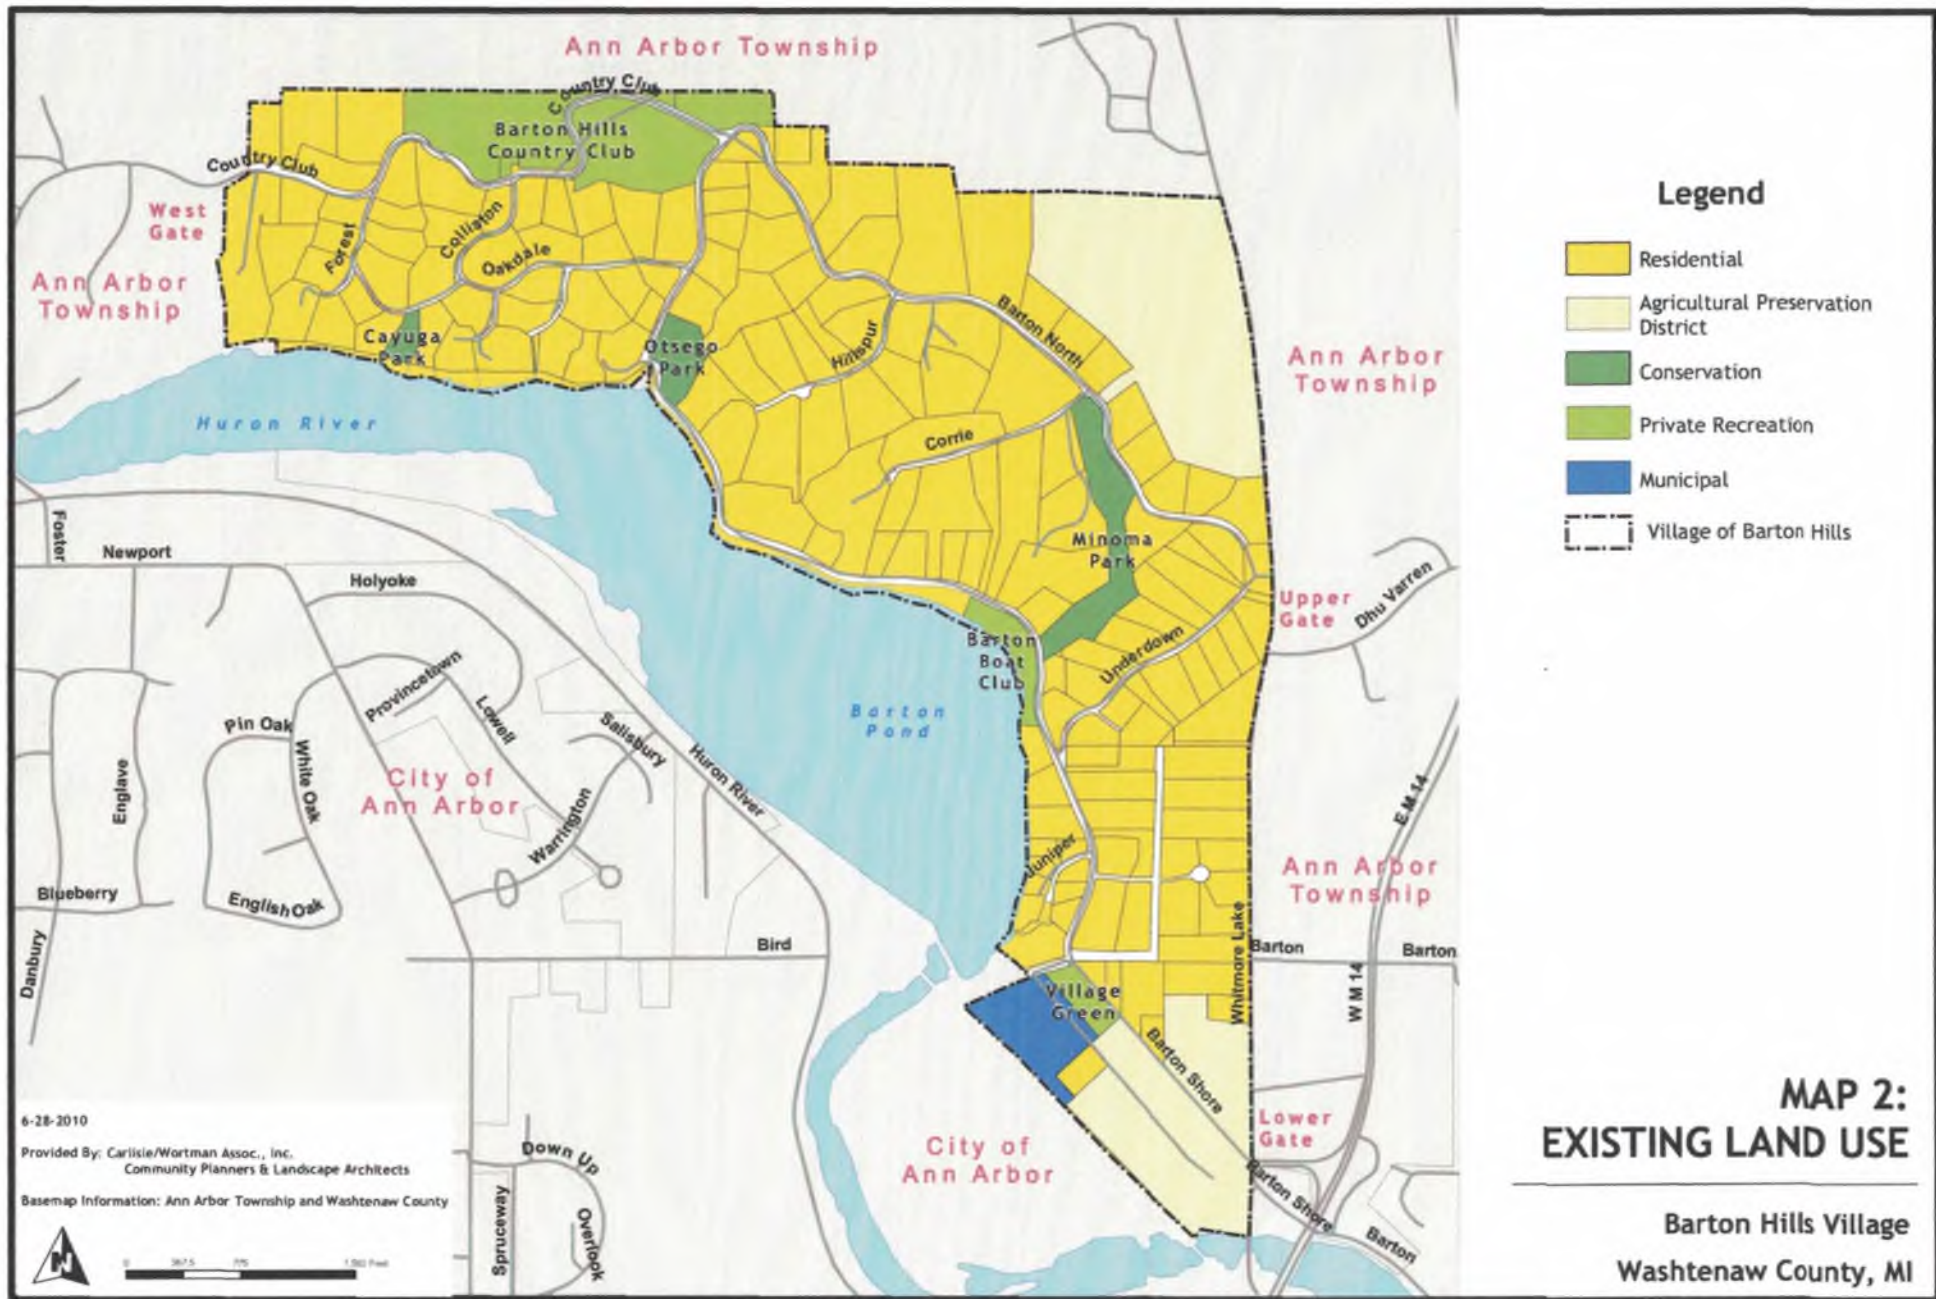 Ann Arbor Township
Country Club
Barton Hills
Country Club
Country Club
West
Gate
Ann Arbor
Township
Forest
Colliston
Oakdale
Cayuga
Park
Otsego
Park
Hillspur
Barton North
Corrie
Minoma
Park
Ann Arbor
Township
Huron River
Foster
Newport
Holyoke
Provincetown
Lowell
Pin Oak
White Oak
Englave
Salisbury
Huron River
City of
Ann Arbor
Warrington
Blueberry
English Oak
Danbury
Bird
Barton
Pond
Barton
Boat
Club
Underdown
Upper
Gate
Dhu Varren
E M 14
Juniper
Ann Arbor
Township
Whitmore Lake
Barton
Barton
W M 14
Village
Green
Barton Shore
Lower
Gate
City of
Ann Arbor
Barton Shore
Barton
Down Up
Overlook
Spruceway
6-28-2010
Provided By: Carlisle/Wortman Assoc., Inc.
Community Planners & Landscape Architects
Basemap Information: Ann Arbor Township and Washtenaw County
N
0 387.5 775 Feet
Legend
Residential
Agricultural Preservation
District
Conservation
Private Recreation
Municipal
Village of Barton Hills
MAP 2:
EXISTING LAND USE
Barton Hills Village
Washtenaw County, MI